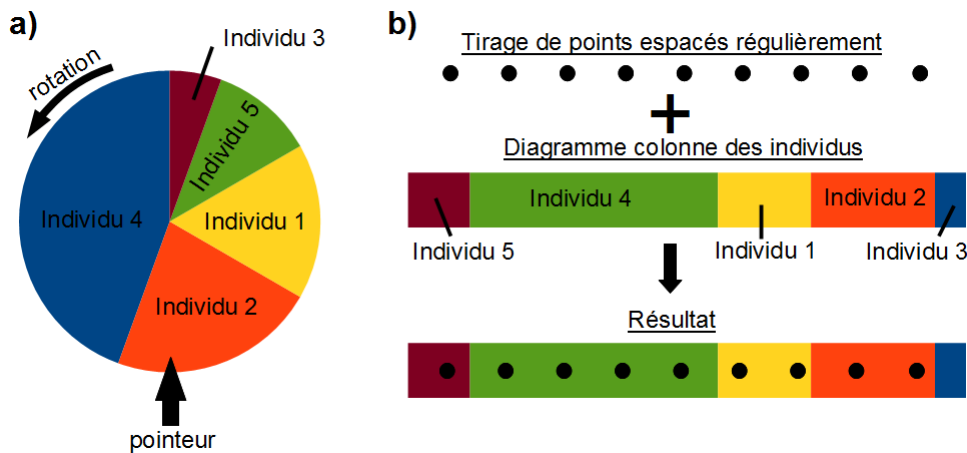 a)
Individu 3
rotation
Individu 5
Individu 4
Individu 1
Individu 2
pointeur
b)
Tirage de points espacés régulièrement
+
Diagramme colonne des individus
Individu 4
Individu 2
Individu 5
Individu 1
Individu 3
Résultat